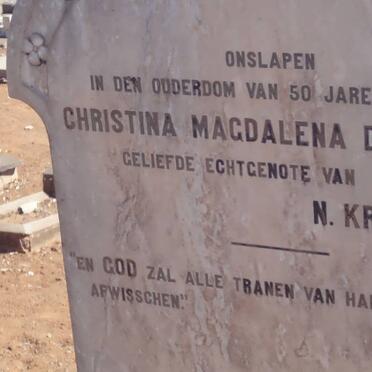 ONSLAPEN
IN DEN OUDERDOM VAN 50 JARE
CHRISTINA MAGDALENA D
GELIEFDE ECHTGENOTE VAN
N. KR
"EN GOD ZAL ALLE TRANEN VAN HA
AFWISSCHEN."